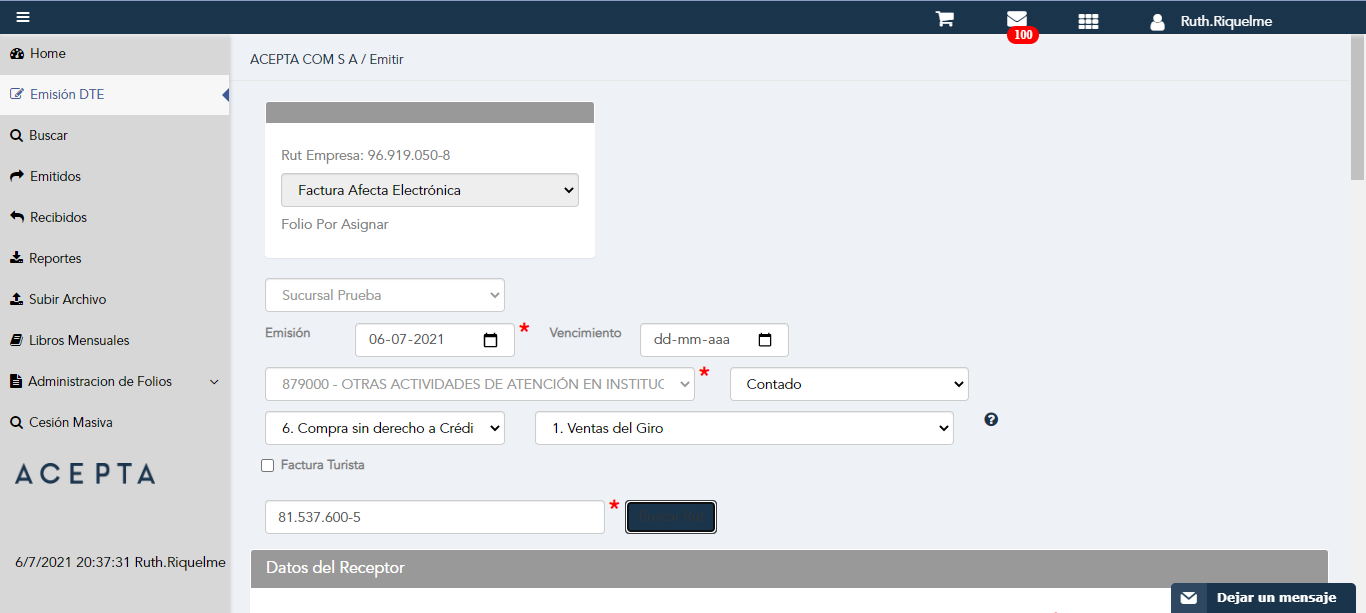 100
Ruth.Riquelme
Home
Emisión DTE
Buscar
Emitidos
Recibidos
Reportes
Subir Archivo
Libros Mensuales
Administracion de Folios
Cesión Masiva
ACEPTA
6/7/2021 20:37:31 Ruth.Riquelme
ACEPTA COM S A / Emitir
Rut Empresa: 96.919.050-8
Factura Afecta Electrónica
Folio Por Asignar
Sucursal Prueba
Emisión 06-07-2021 * Vencimiento dd-mm-aaa
879000 - OTRAS ACTIVIDADES DE ATENCIÓN EN INSTITUC * Contado
6. Compra sin derecho a Crédi 1. Ventas del Giro ?
Factura Turista
81.537.600-5 *
Datos del Receptor
Dejar un mensaje